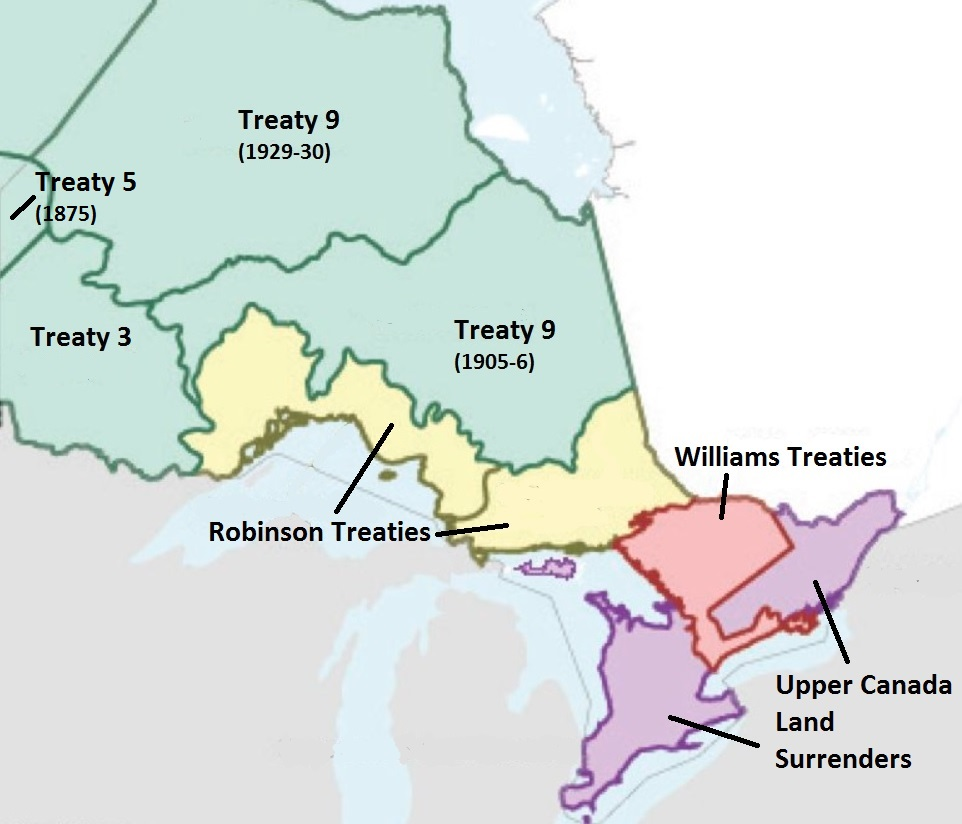 Treaty 9
(1929-30)
Treaty 5
(1875)
Treaty 3
Treaty 9
(1905-6)
Williams Treaties
Robinson Treaties
Upper Canada
Land
Surrenders